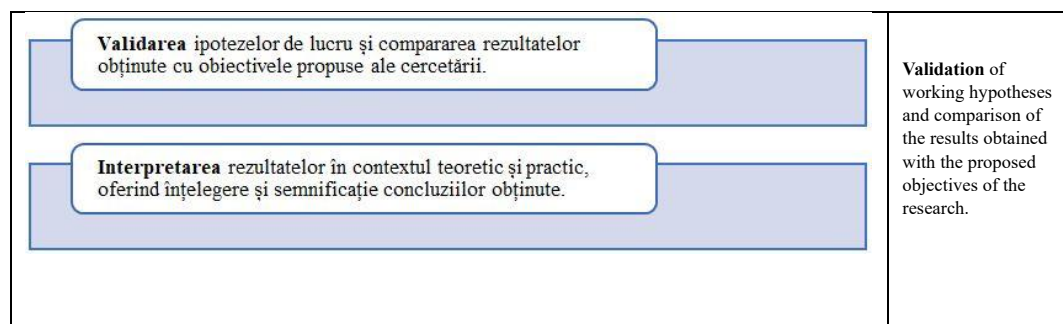 Validarea ipotezelor de lucru și compararea rezultatelor
obținute cu obiectivele propuse ale cercetării.
Interpretarea rezultatelor în contextul teoretic și practic,
oferind înțelegere și semnificație concluziilor obținute.
Validation of
working hypotheses
and comparison of
the results obtained
with the proposed
objectives of the
research.